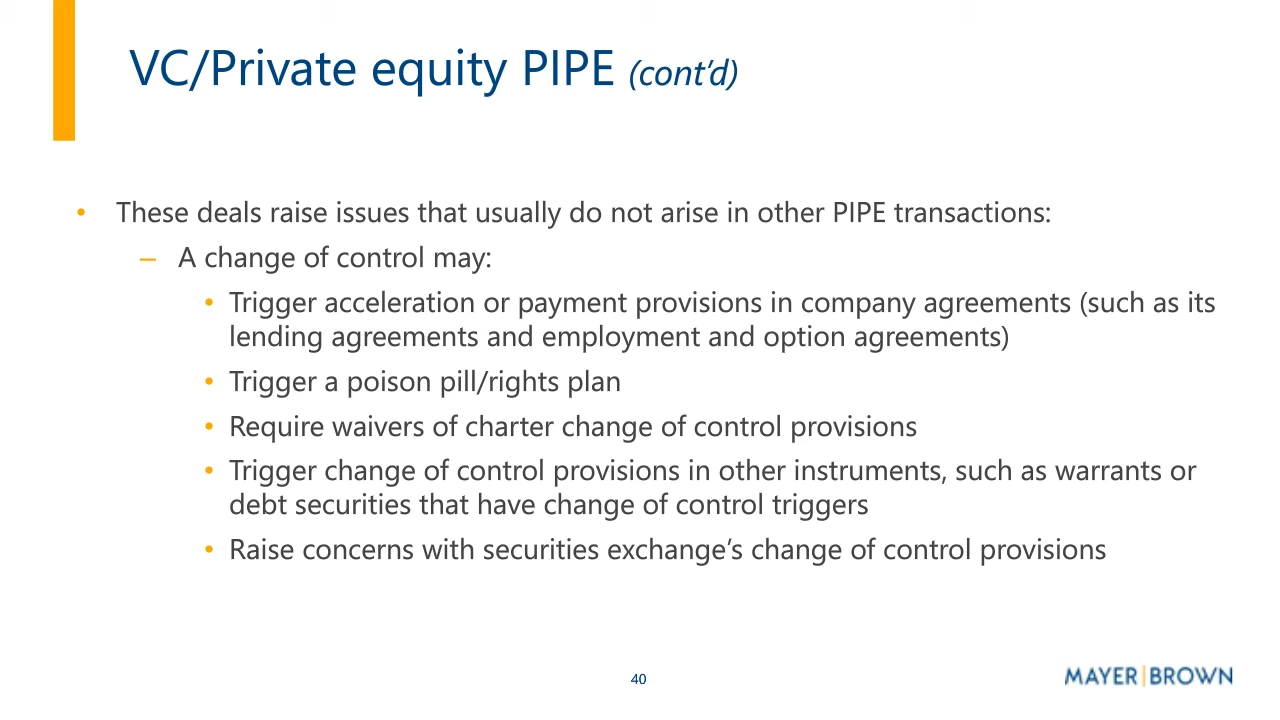 VC/Private equity PIPE (cont’d)
• These deals raise issues that usually do not arise in other PIPE transactions:
– A change of control may:
• Trigger acceleration or payment provisions in company agreements (such as its
lending agreements and employment and option agreements)
• Trigger a poison pill/rights plan
• Require waivers of charter change of control provisions
• Trigger change of control provisions in other instruments, such as warrants or
debt securities that have change of control triggers
• Raise concerns with securities exchange’s change of control provisions
40
MAYER|BROWN